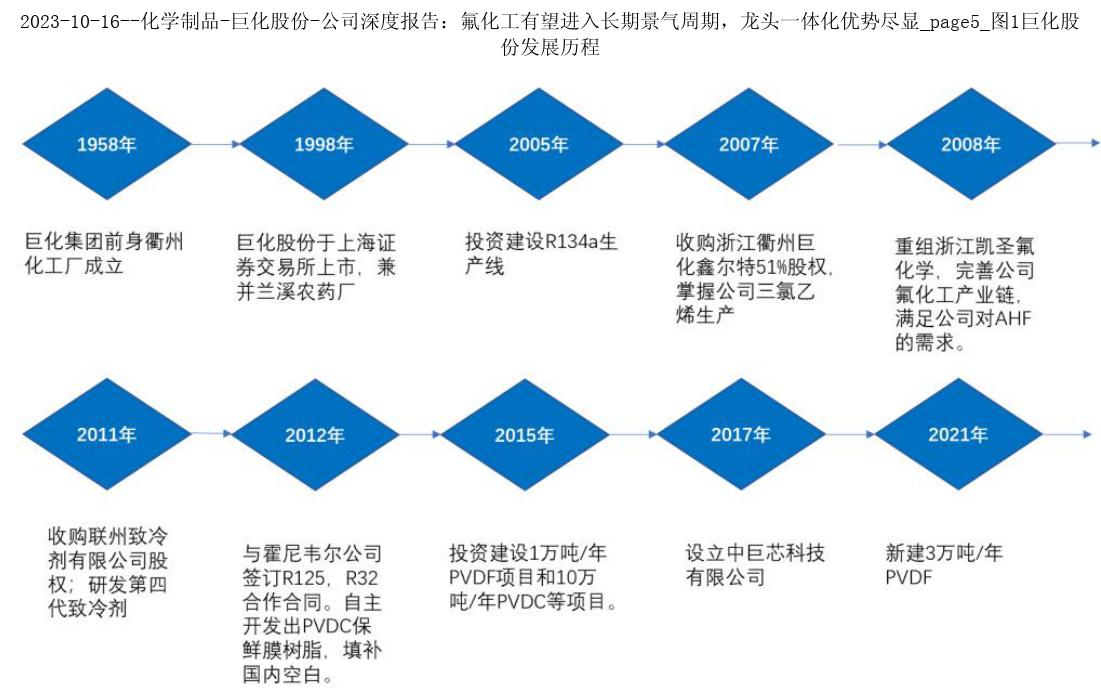 2023-10-16--化学制品-巨化股份-公司深度报告：氟化工有望进入长期景气周期，龙头一体化优势尽显_page5_图1巨化股
份发展历程
1958年
1998年
2005年
2007年
2008年
巨化集团前身衢州
化工厂成立
巨化股份于上海证
券交易所上市，兼
并兰溪农药厂
投资建设R134a生
产线
收购浙江衢州巨
化鑫尔特51%股权，
掌握公司三氯乙
烯生产
重组浙江凯圣氟
化学，完善公司
氟化工产业链，
满足公司对AHF
的需求。
2011年
2012年
2015年
2017年
2021年
收购联州致冷
剂有限公司股
权；研发第四
代致冷剂
与霍尼韦尔公司
签订R125，R32
合作合同。自主
开发出PVDC保
鲜膜树脂，填补
国内空白。
投资建设1万吨/年
PVDF项目和10万
吨/年PVDC等项目。
设立中巨芯科技
有限公司
新建3万吨/年
PVDF